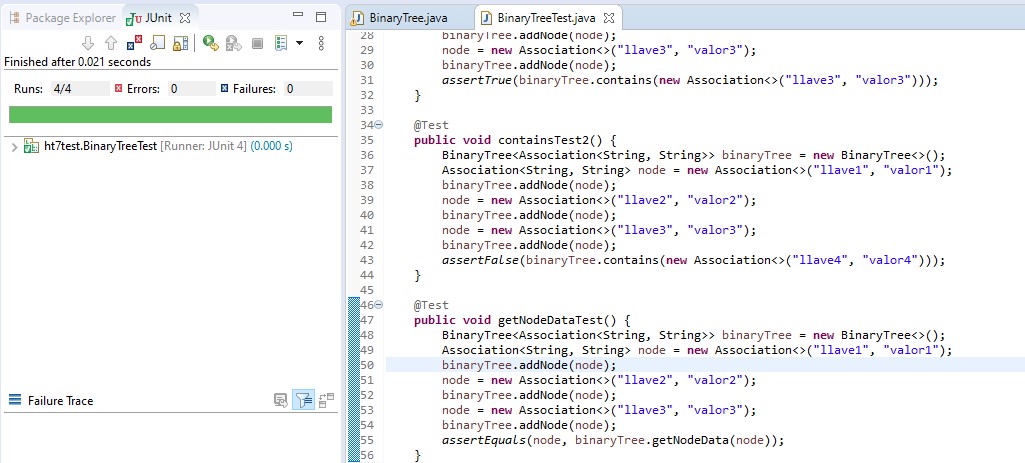 Package Explorer JUnit
Finished after 0.021 seconds
Runs: 4/4 Errors: 0 Failures: 0
ht7test.BinaryTreeTest [Runner: JUnit 4] (0.000 s)
Failure Trace
BinaryTree.java BinaryTreeTest.java
28 binaryTree.addNode(node);
29 node = new Association<>("llave3", "valor3");
30 binaryTree.addNode(node);
31 assertTrue(binaryTree.contains(new Association<>("llave3", "valor3")));
32 }
33
34 @Test
35 public void containsTest2() {
36 BinaryTree<Association<String, String>> binaryTree = new BinaryTree<>();
37 Association<String, String> node = new Association<>("llave1", "valor1");
38 binaryTree.addNode(node);
39 node = new Association<>("llave2", "valor2");
40 binaryTree.addNode(node);
41 node = new Association<>("llave3", "valor3");
42 binaryTree.addNode(node);
43 assertFalse(binaryTree.contains(new Association<>("llave4", "valor4")));
44 }
45
46 @Test
47 public void getNodeDataTest() {
48 BinaryTree<Association<String, String>> binaryTree = new BinaryTree<>();
49 Association<String, String> node = new Association<>("llave1", "valor1");
50 binaryTree.addNode(node);
51 node = new Association<>("llave2", "valor2");
52 binaryTree.addNode(node);
53 node = new Association<>("llave3", "valor3");
54 binaryTree.addNode(node);
55 assertEquals(node, binaryTree.getNodeData(node));
56 }